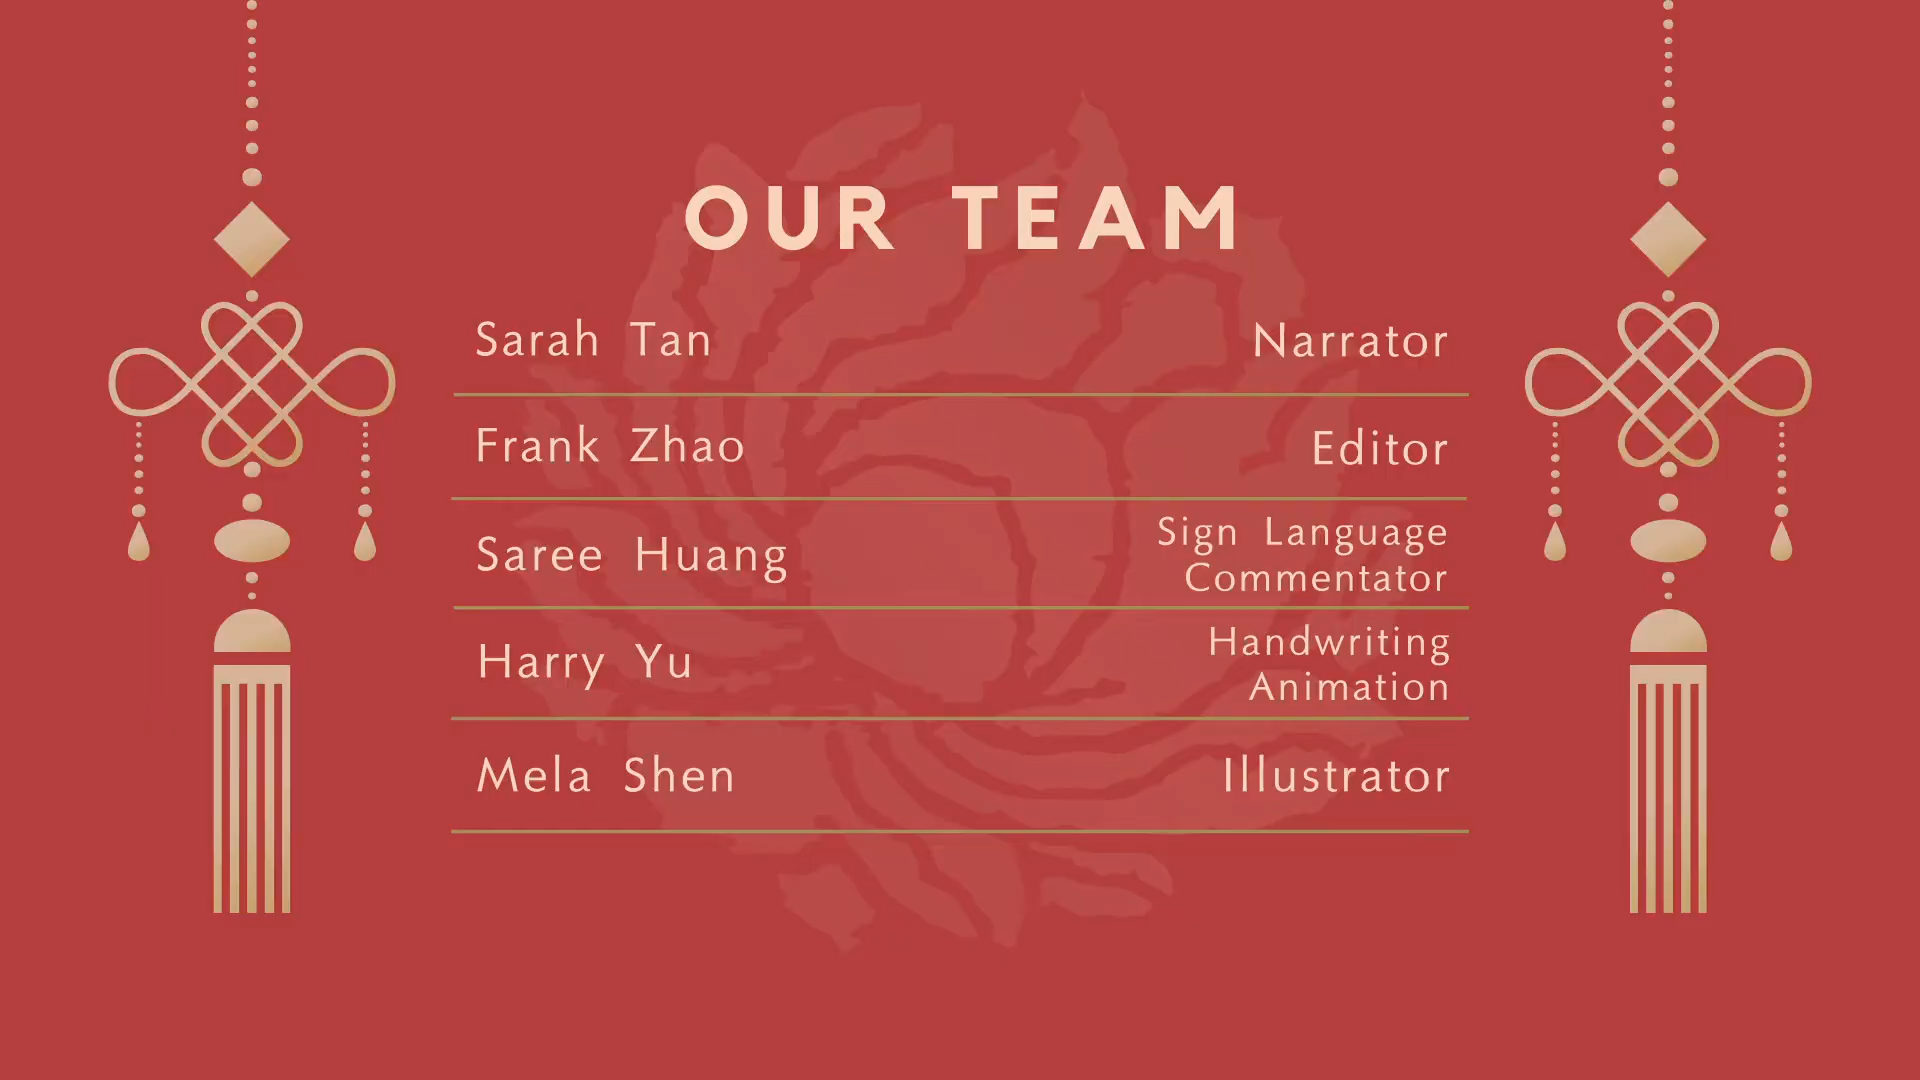 OUR TEAM
Sarah Tan Narrator
Frank Zhao Editor
Saree Huang Sign Language
Commentator
Harry Yu Handwriting
Animation
Mela Shen Illustrator